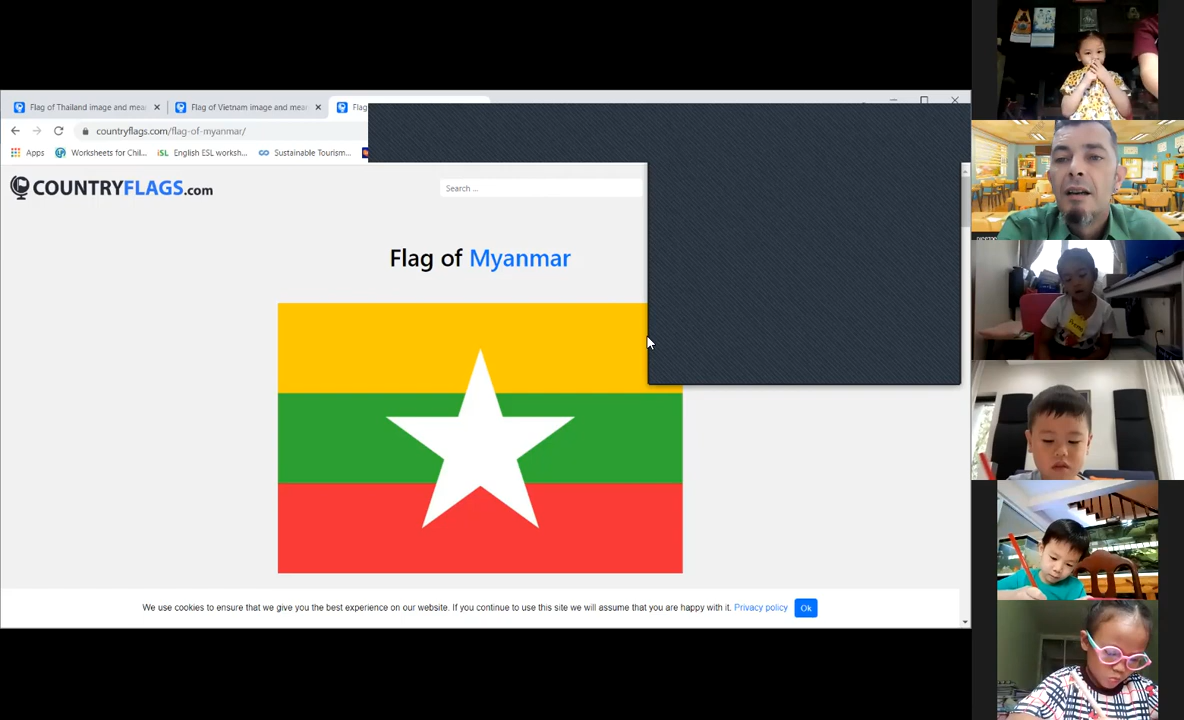 Flag of Thailand image and mea
Flag of Vietnam image and mea
Flag
countryflags.com/flag-of-myanmar/
Apps
Worksheets for Chil...
English ESL worksh...
Sustainable Tourism...
COUNTRYFLAGS.com
Search ...
Flag of Myanmar
We use cookies to ensure that we give you the best experience on our website. If you continue to use this site we will assume that you are happy with it. Privacy policy Ok